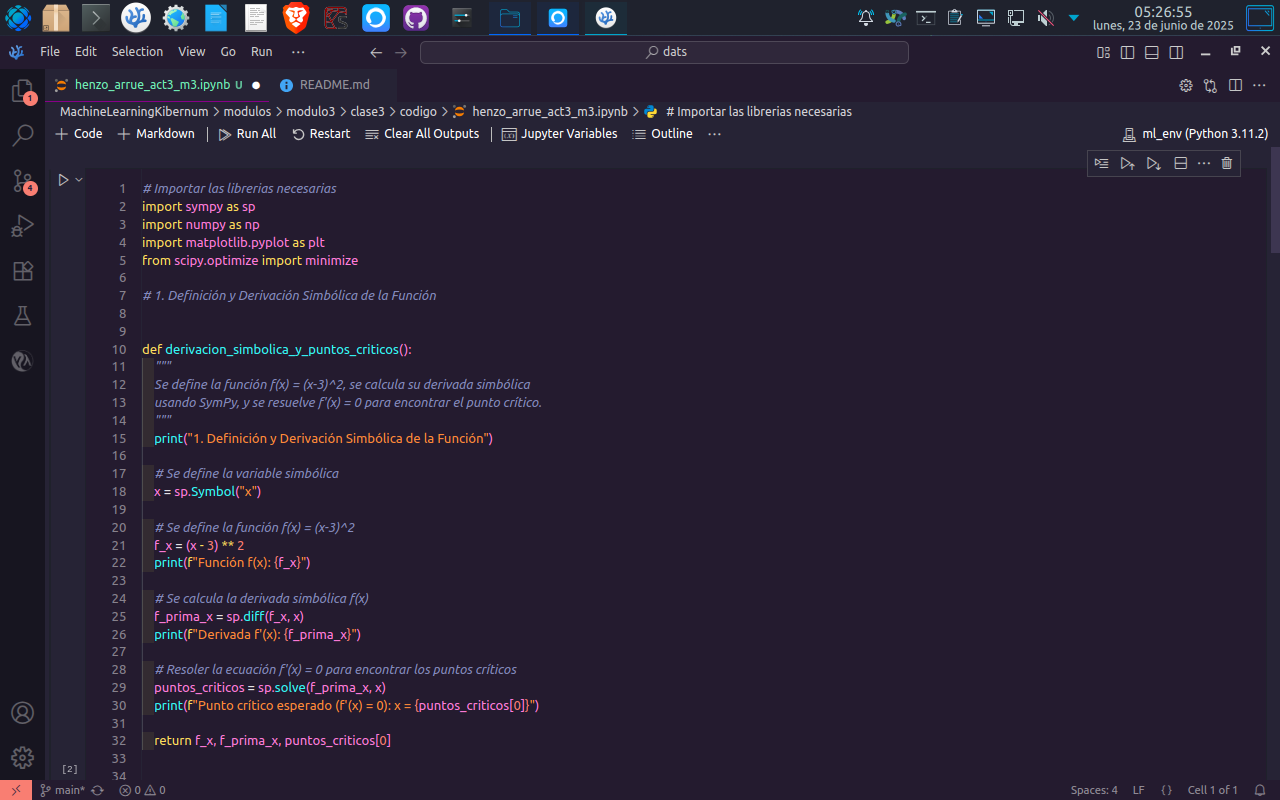 05:26:55
lunes, 23 de junio de 2025
File Edit Selection View Go Run ···
dats
henzo_arrue_act3_m3.ipynb U ● README.md
MachineLearningKibernum > modulos > modulo3 > clase3 > codigo > henzo_arrue_act3_m3.ipynb > # Importar las librerias necesarias
+ Code + Markdown | Run All Restart Clear All Outputs | Jupyter Variables Outline ···
ml_env (Python 3.11.2)
1
4
1 # Importar las librerias necesarias
2 import sympy as sp
3 import numpy as np
4 import matplotlib.pyplot as plt
5 from scipy.optimize import minimize
6
7 # 1. Definición y Derivación Simbólica de la Función
8
9
10 def derivacion_simbolica_y_puntos_criticos():
11 """
12 Se define la función f(x) = (x-3)^2, se calcula su derivada simbólica
13 usando SymPy, y se resuelve f'(x) = 0 para encontrar el punto crítico.
14 """
15 print("1. Definición y Derivación Simbólica de la Función")
16
17 # Se define la variable simbólica
18 x = sp.Symbol("x")
19
20 # Se define la función f(x) = (x-3)^2
21 f_x = (x - 3) ** 2
22 print(f"Función f(x): {f_x}")
23
24 # Se calcula la derivada simbólica f(x)
25 f_prima_x = sp.diff(f_x, x)
26 print(f"Derivada f'(x): {f_prima_x}")
27
28 # Resoler la ecuación f'(x) = 0 para encontrar los puntos críticos
29 puntos_criticos = sp.solve(f_prima_x, x)
30 print(f"Punto crítico esperado (f'(x) = 0): x = {puntos_criticos[0]}")
31
32 return f_x, f_prima_x, puntos_criticos[0]
33
34
[2]
main* 0 0
Spaces: 4 LF { } Cell 1 of 1